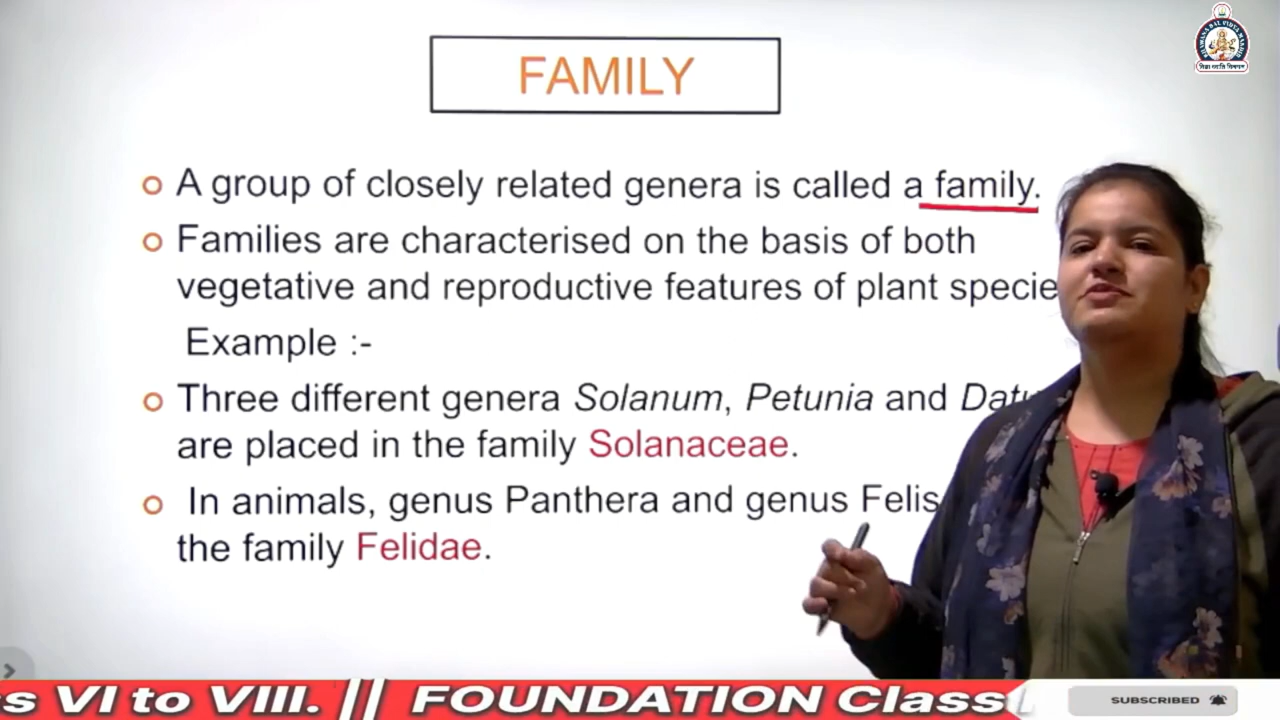 FAMILY
A group of closely related genera is called a family.
Families are characterised on the basis of both
vegetative and reproductive features of plant specie
Example :-
Three different genera Solanum, Petunia and Datu
are placed in the family Solanaceae.
In animals, genus Panthera and genus Felis
the family Felidae.
ss VI to VIII. || FOUNDATION Class
SUBSCRIBED